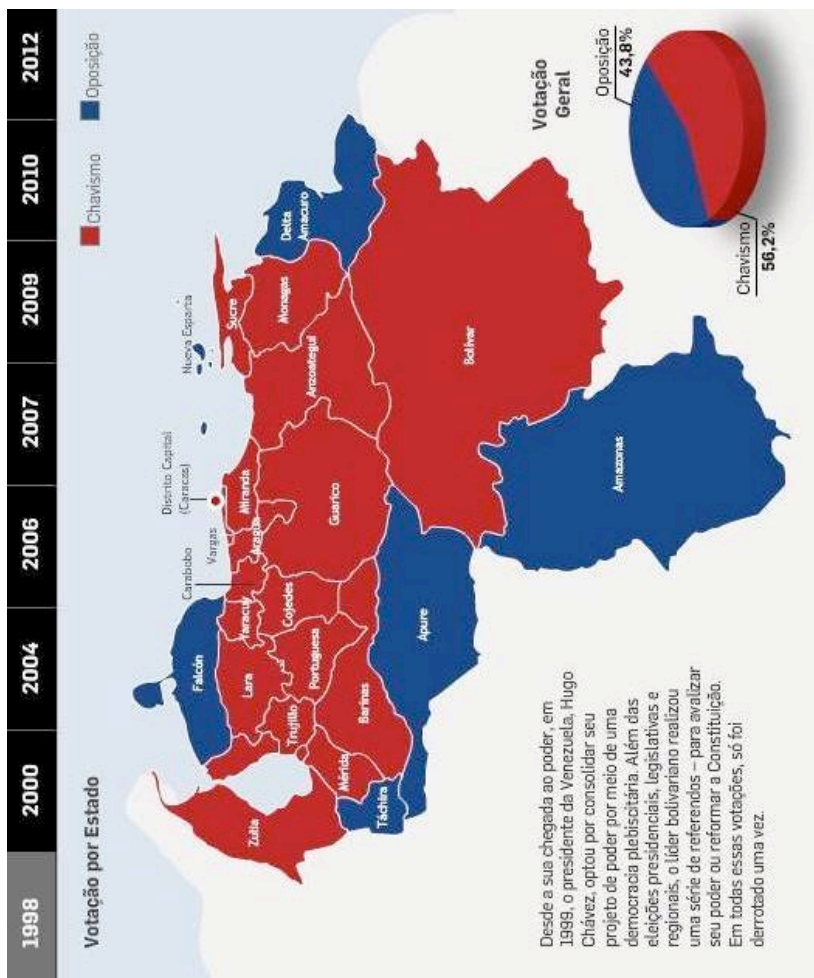 1998
2000
2004
2006
2007
2009
2010
2012
Votação por Estado
Chavismo
Oposição
Zulia
Falcón
Lara
Trujillo
Mérida
Táchira
Barinas
Portuguesa
Yaracuy
Cojedes
Carabobo
Vargas
Aragua
Distrito Capital
(Caracas)
Miranda
Guarico
Apure
Amazonas
Nueva Esparta
Sucre
Anzoategui
Monagas
Delta
Amacuro
Bolívar
Desde a sua chegada ao poder, em
1999, o presidente da Venezuela, Hugo
Chávez, optou por consolidar seu
projeto de poder por meio de uma
democracia plebiscitária. Além das
eleições presidenciais, legislativas e
regionais, o líder bolivariano realizou
uma série de referendos – para avalizar
seu poder ou reformar a Constituição.
Em todas essas votações, só foi
derrotado uma vez.
Votação
Geral
Oposição
43,8%
Chavismo
56,2%